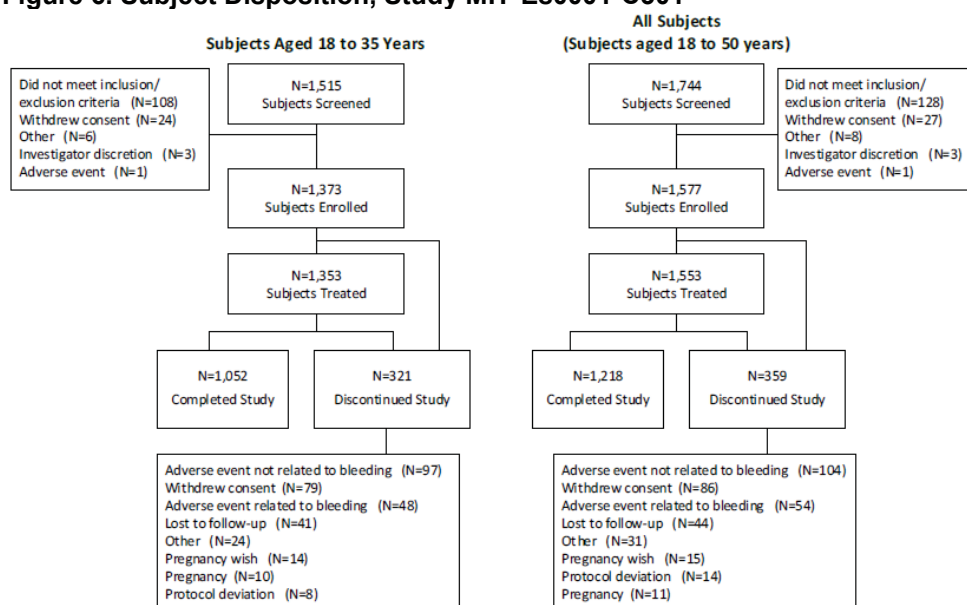 Figure Subject Disposition, Study MIT-Es0001-C301
Subjects Aged 18 to 35 Years
Did not meet inclusion/
exclusion criteria (N=108)
Withdrew consent (N=24)
Other (N=6)
Investigator discretion (N=3)
Adverse event (N=1)
N=1,515
Subjects Screened
N=1,373
Subjects Enrolled
N=1,353
Subjects Treated
N=1,052
Completed Study
N=321
Discontinued Study
Adverse event not related to bleeding (N=97)
Withdrew consent (N=79)
Adverse event related to bleeding (N=48)
Lost to follow-up (N=41)
Other (N=24)
Pregnancy wish (N=14)
Pregnancy (N=10)
Protocol deviation (N=8)
All Subjects
(Subjects aged 18 to 50 years)
N=1,744
Subjects Screened
Did not meet inclusion/
exclusion criteria (N=128)
Withdrew consent (N=27)
Other (N=8)
Investigator discretion (N=3)
Adverse event (N=1)
N=1,577
Subjects Enrolled
N=1,553
Subjects Treated
N=1,218
Completed Study
N=359
Discontinued Study
Adverse event not related to bleeding (N=104)
Withdrew consent (N=86)
Adverse event related to bleeding (N=54)
Lost to follow-up (N=44)
Other (N=31)
Pregnancy wish (N=15)
Protocol deviation (N=14)
Pregnancy (N=11)